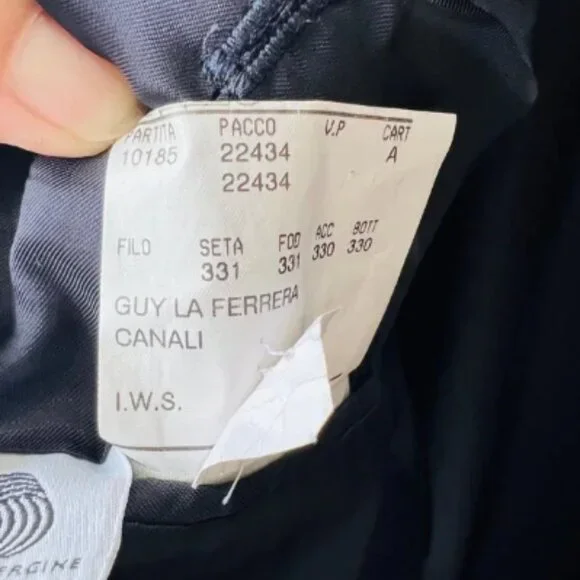 PARTITA PACCO V.P CART
10185 22434 A
22434
FILO SETA FOD ACC BOTT
331 331 330 330
GUY LA FERRERA
CANALI
I.W.S.